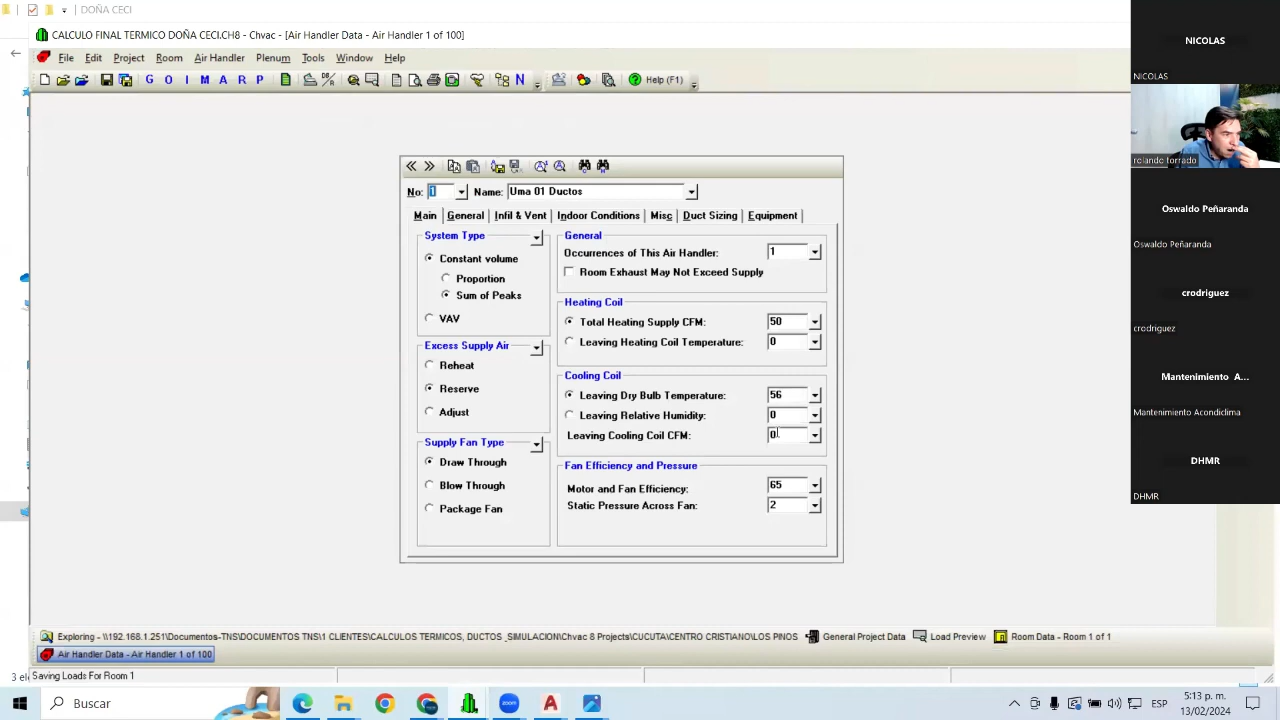 DOÑA CECI
CALCULO FINAL TERMICO DOÑA CECI.CH8 - Chvac - [Air Handler Data - Air Handler 1 of 100]
File Edit Project Room Air Handler Plenum Tools Window Help
G O I M A R P N Help (F1)
No: 1 Name: Uma 01 Ductos
Main General Infil & Vent Indoor Conditions Misc Duct Sizing Equipment
System Type
Constant volume
Proportion
Sum of Peaks
VAV
Excess Supply Air
Reheat
Reserve
Adjust
Supply Fan Type
Draw Through
Blow Through
Package Fan
General
Occurrences of This Air Handler: 1
Room Exhaust May Not Exceed Supply
Heating Coil
Total Heating Supply CFM: 50
Leaving Heating Coil Temperature: 0
Cooling Coil
Leaving Dry Bulb Temperature: 56
Leaving Relative Humidity: 0
Leaving Cooling Coil CFM: 0
Fan Efficiency and Pressure
Motor and Fan Efficiency: 65
Static Pressure Across Fan: 2
Exploring - \\192.168.1.251\Documentos-TNS\DOCUMENTOS TNS\1 CLIENTES\CALCULOS TERMICOS, DUCTOS _SIMULACION\Chvac 8 Projects\CUCUTA\CENTRO CRISTIANO\LOS PINOS General Project Data Load Preview Room Data - Room 1 of 1
Air Handler Data - Air Handler 1 of 100
3 el
Saving Loads For Room 1
Buscar
ESP
5:13 p. m.
13/02/2024
NICOLAS
NICOLAS
rolando torrado
Oswaldo Peñaranda
Oswaldo Peñaranda
crodriguez
crodriguez
Mantenimiento A...
Mantenimiento Acondiclima
DHMR
DHMR